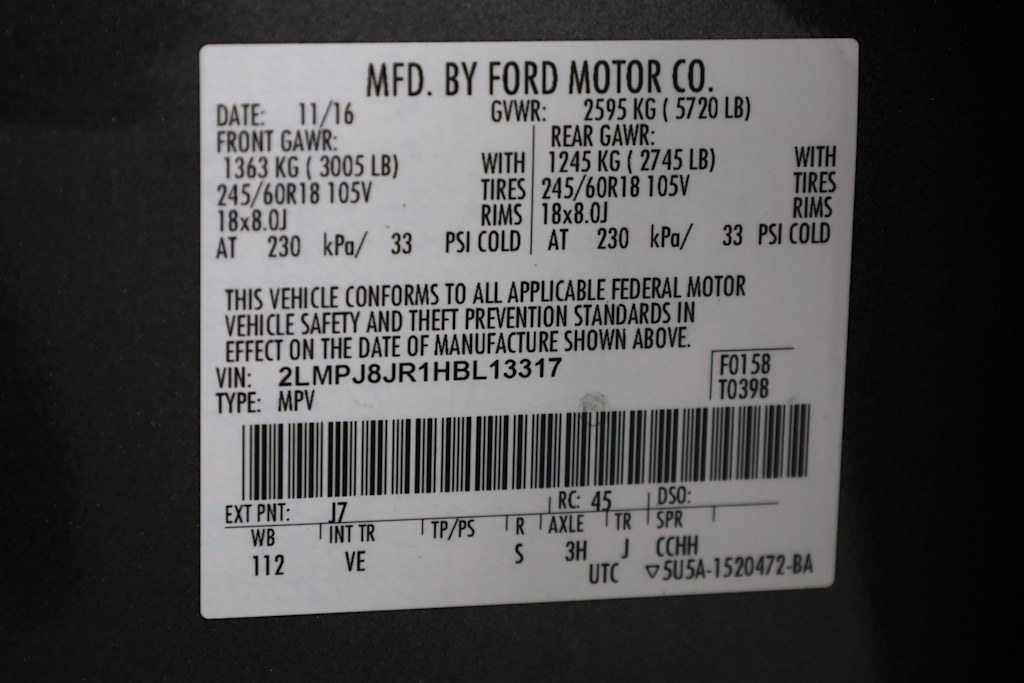 MFD. BY FORD MOTOR CO.
DATE: 11/16 GVWR: 2595 KG ( 5720 LB)
FRONT GAWR: REAR GAWR:
1363 KG ( 3005 LB) WITH 1245 KG ( 2745 LB) WITH
245/60R18 105V TIRES 245/60R18 105V TIRES
18x8.0J RIMS 18x8.0J RIMS
AT 230 kPa/ 33 PSI COLD AT 230 kPa/ 33 PSI COLD
THIS VEHICLE CONFORMS TO ALL APPLICABLE FEDERAL MOTOR
VEHICLE SAFETY AND THEFT PREVENTION STANDARDS IN
EFFECT ON THE DATE OF MANUFACTURE SHOWN ABOVE.
VIN: 2LMPJ8JR1HBL13317 F0158
TYPE: MPV T0398
EXT PNT: J7 RC: 45 DSO:
WB INT TR TP/PS R AXLE TR SPR
112 VE S 3H J CCHH
UTC ▽5U5A-1520472-BA